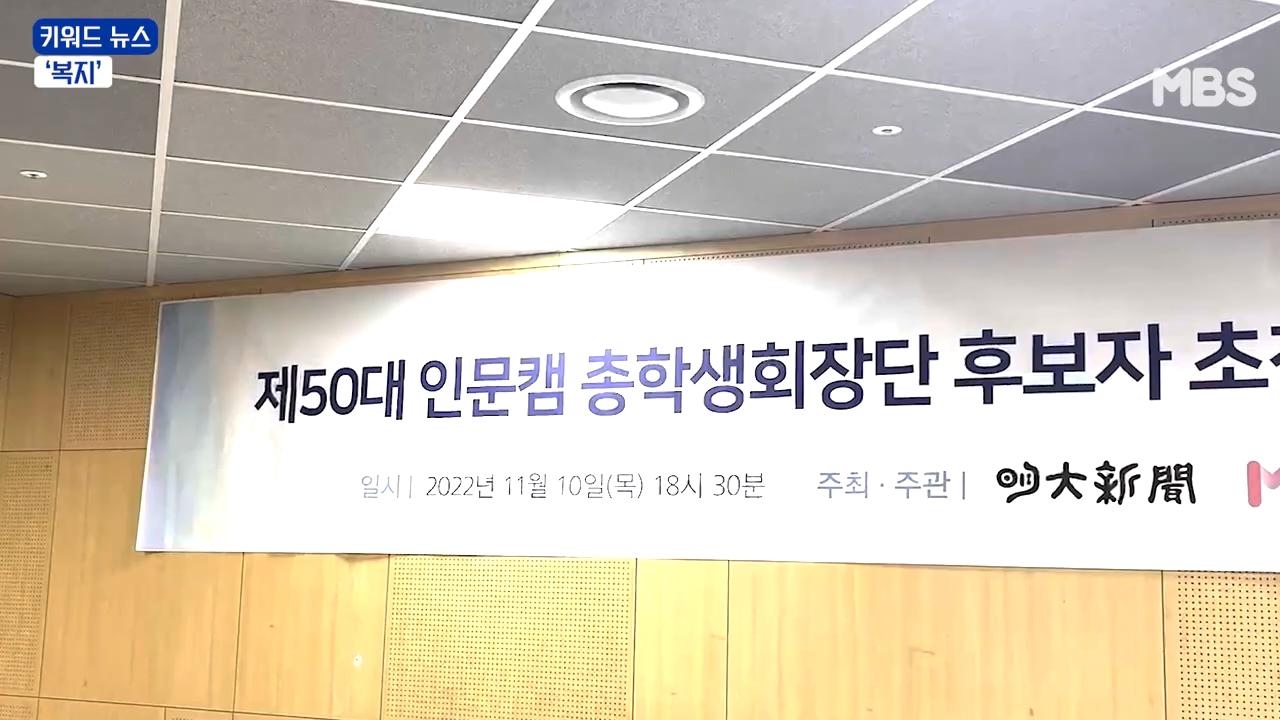 키워드 뉴스
‘복지’
MBS
제50대 인문캠 총학생회장단 후보자 초
일시 | 2022년 11월 10일(목) 18시 30분 주최 · 주관 | 明大新聞